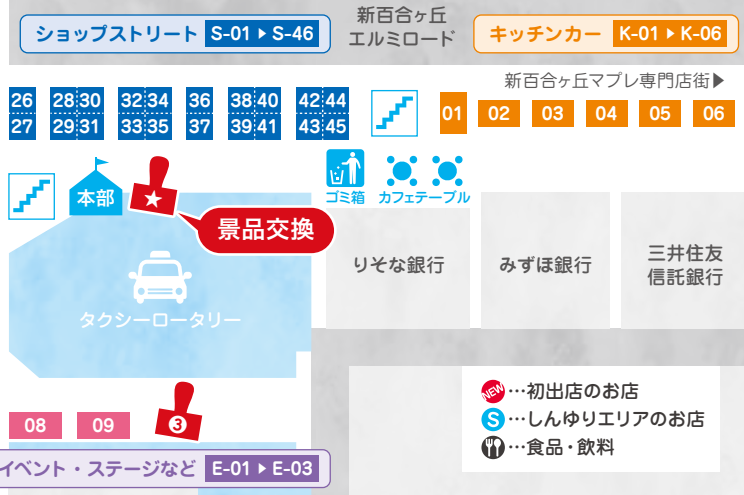 新百合ヶ丘
エルミロード
ショップストリート S-01 ▶ S-46
キッチンカー K-01 ▶ K-06
新百合ヶ丘マプレ専門店街▶
26 28 30 32 34 36 38 40 42 44
27 29 31 33 35 37 39 41 43 45
01 02 03 04 05 06
本部
ゴミ箱 カフェテーブル
景品交換
りそな銀行
みずほ銀行
三井住友
信託銀行
タクシーロータリー
08 09 3
NEW…初出店のお店
S…しんゆりエリアのお店
…食品・飲料
イベント・ステージなど E-01 ▶ E-03